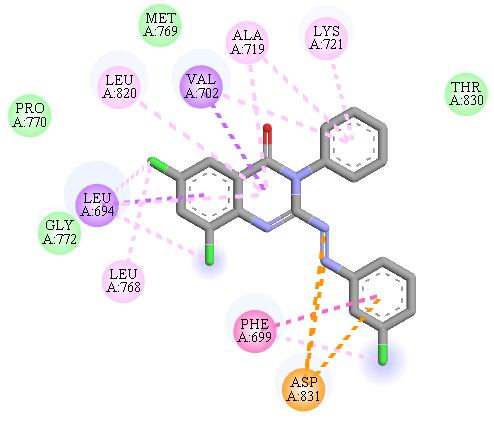 MET
A:769
ALA
A:719
LYS
A:721
LEU
A:820
VAL
A:702
THR
A:830
PRO
A:770
LEU
A:694
GLY
A:772
LEU
A:768
PHE
A:699
ASP
A:831